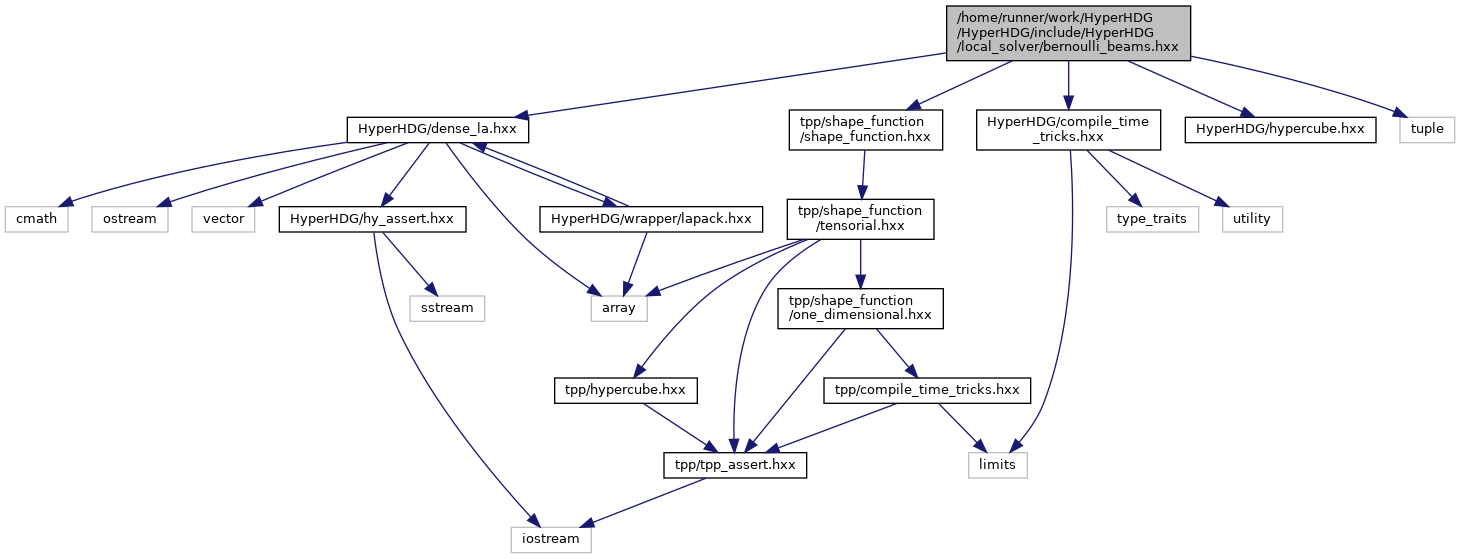 /home/runner/work/HyperHDG
/HyperHDG/include/HyperHDG
/local_solver/bernoulli_beams.hxx
HyperHDG/dense_la.hxx
tpp/shape_function
/shape_function.hxx
HyperHDG/compile_time
_tricks.hxx
HyperHDG/hypercube.hxx
tuple
cmath
ostream
vector
HyperHDG/hy_assert.hxx
HyperHDG/wrapper/lapack.hxx
tpp/shape_function
/tensorial.hxx
type_traits
utility
sstream
array
tpp/shape_function
/one_dimensional.hxx
tpp/hypercube.hxx
tpp/compile_time_tricks.hxx
tpp/tpp_assert.hxx
limits
iostream